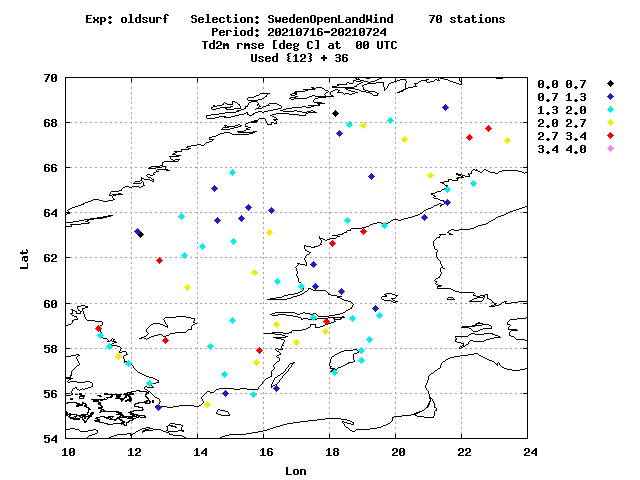 Exp: oldsurf   Selection: SwedenOpenLandWind     70 stations
Period: 20210716-20210724
Td2m rmse [deg C] at  00 UTC
Used {12} + 36
70
68
66
64
62
60
58
56
54
10 12 14 16 18 20 22 24
Lat
Lon
0.0 0.7
0.7 1.3
1.3 2.0
2.0 2.7
2.7 3.4
3.4 4.0